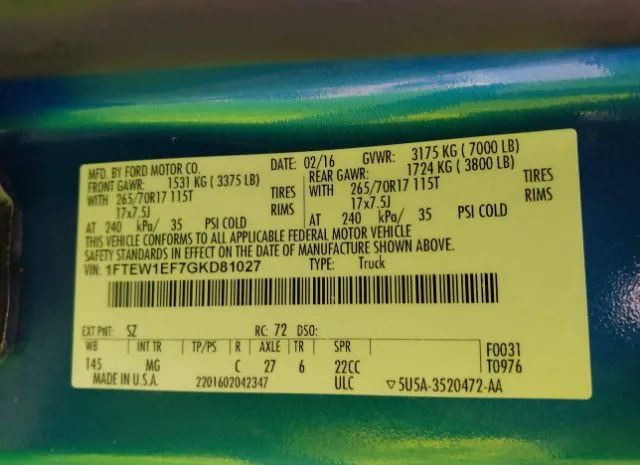 MFD. BY FORD MOTOR CO. DATE: 02/16 GVWR: 3175 KG ( 7000 LB)
FRONT GAWR: 1531 KG ( 3375 LB) REAR GAWR: 1724 KG ( 3800 LB)
WITH 265/70R17 115T TIRES WITH 265/70R17 115T TIRES
17x7.5J RIMS 17x7.5J RIMS
AT 240 kPa/ 35 PSI COLD AT 240 kPa/ 35 PSI COLD
THIS VEHICLE CONFORMS TO ALL APPLICABLE FEDERAL MOTOR VEHICLE
SAFETY STANDARDS IN EFFECT ON THE DATE OF MANUFACTURE SHOWN ABOVE.
VIN: 1FTEW1EF7GKD81027 TYPE: Truck
EXT PNT: SZ RC: 72 DSO:
WB INT TR TP/PS R AXLE TR SPR F0031
145 MG C 27 6 22CC T0976
MADE IN U.S.A. 2201602042347 ULC ▽5U5A-3520472-AA